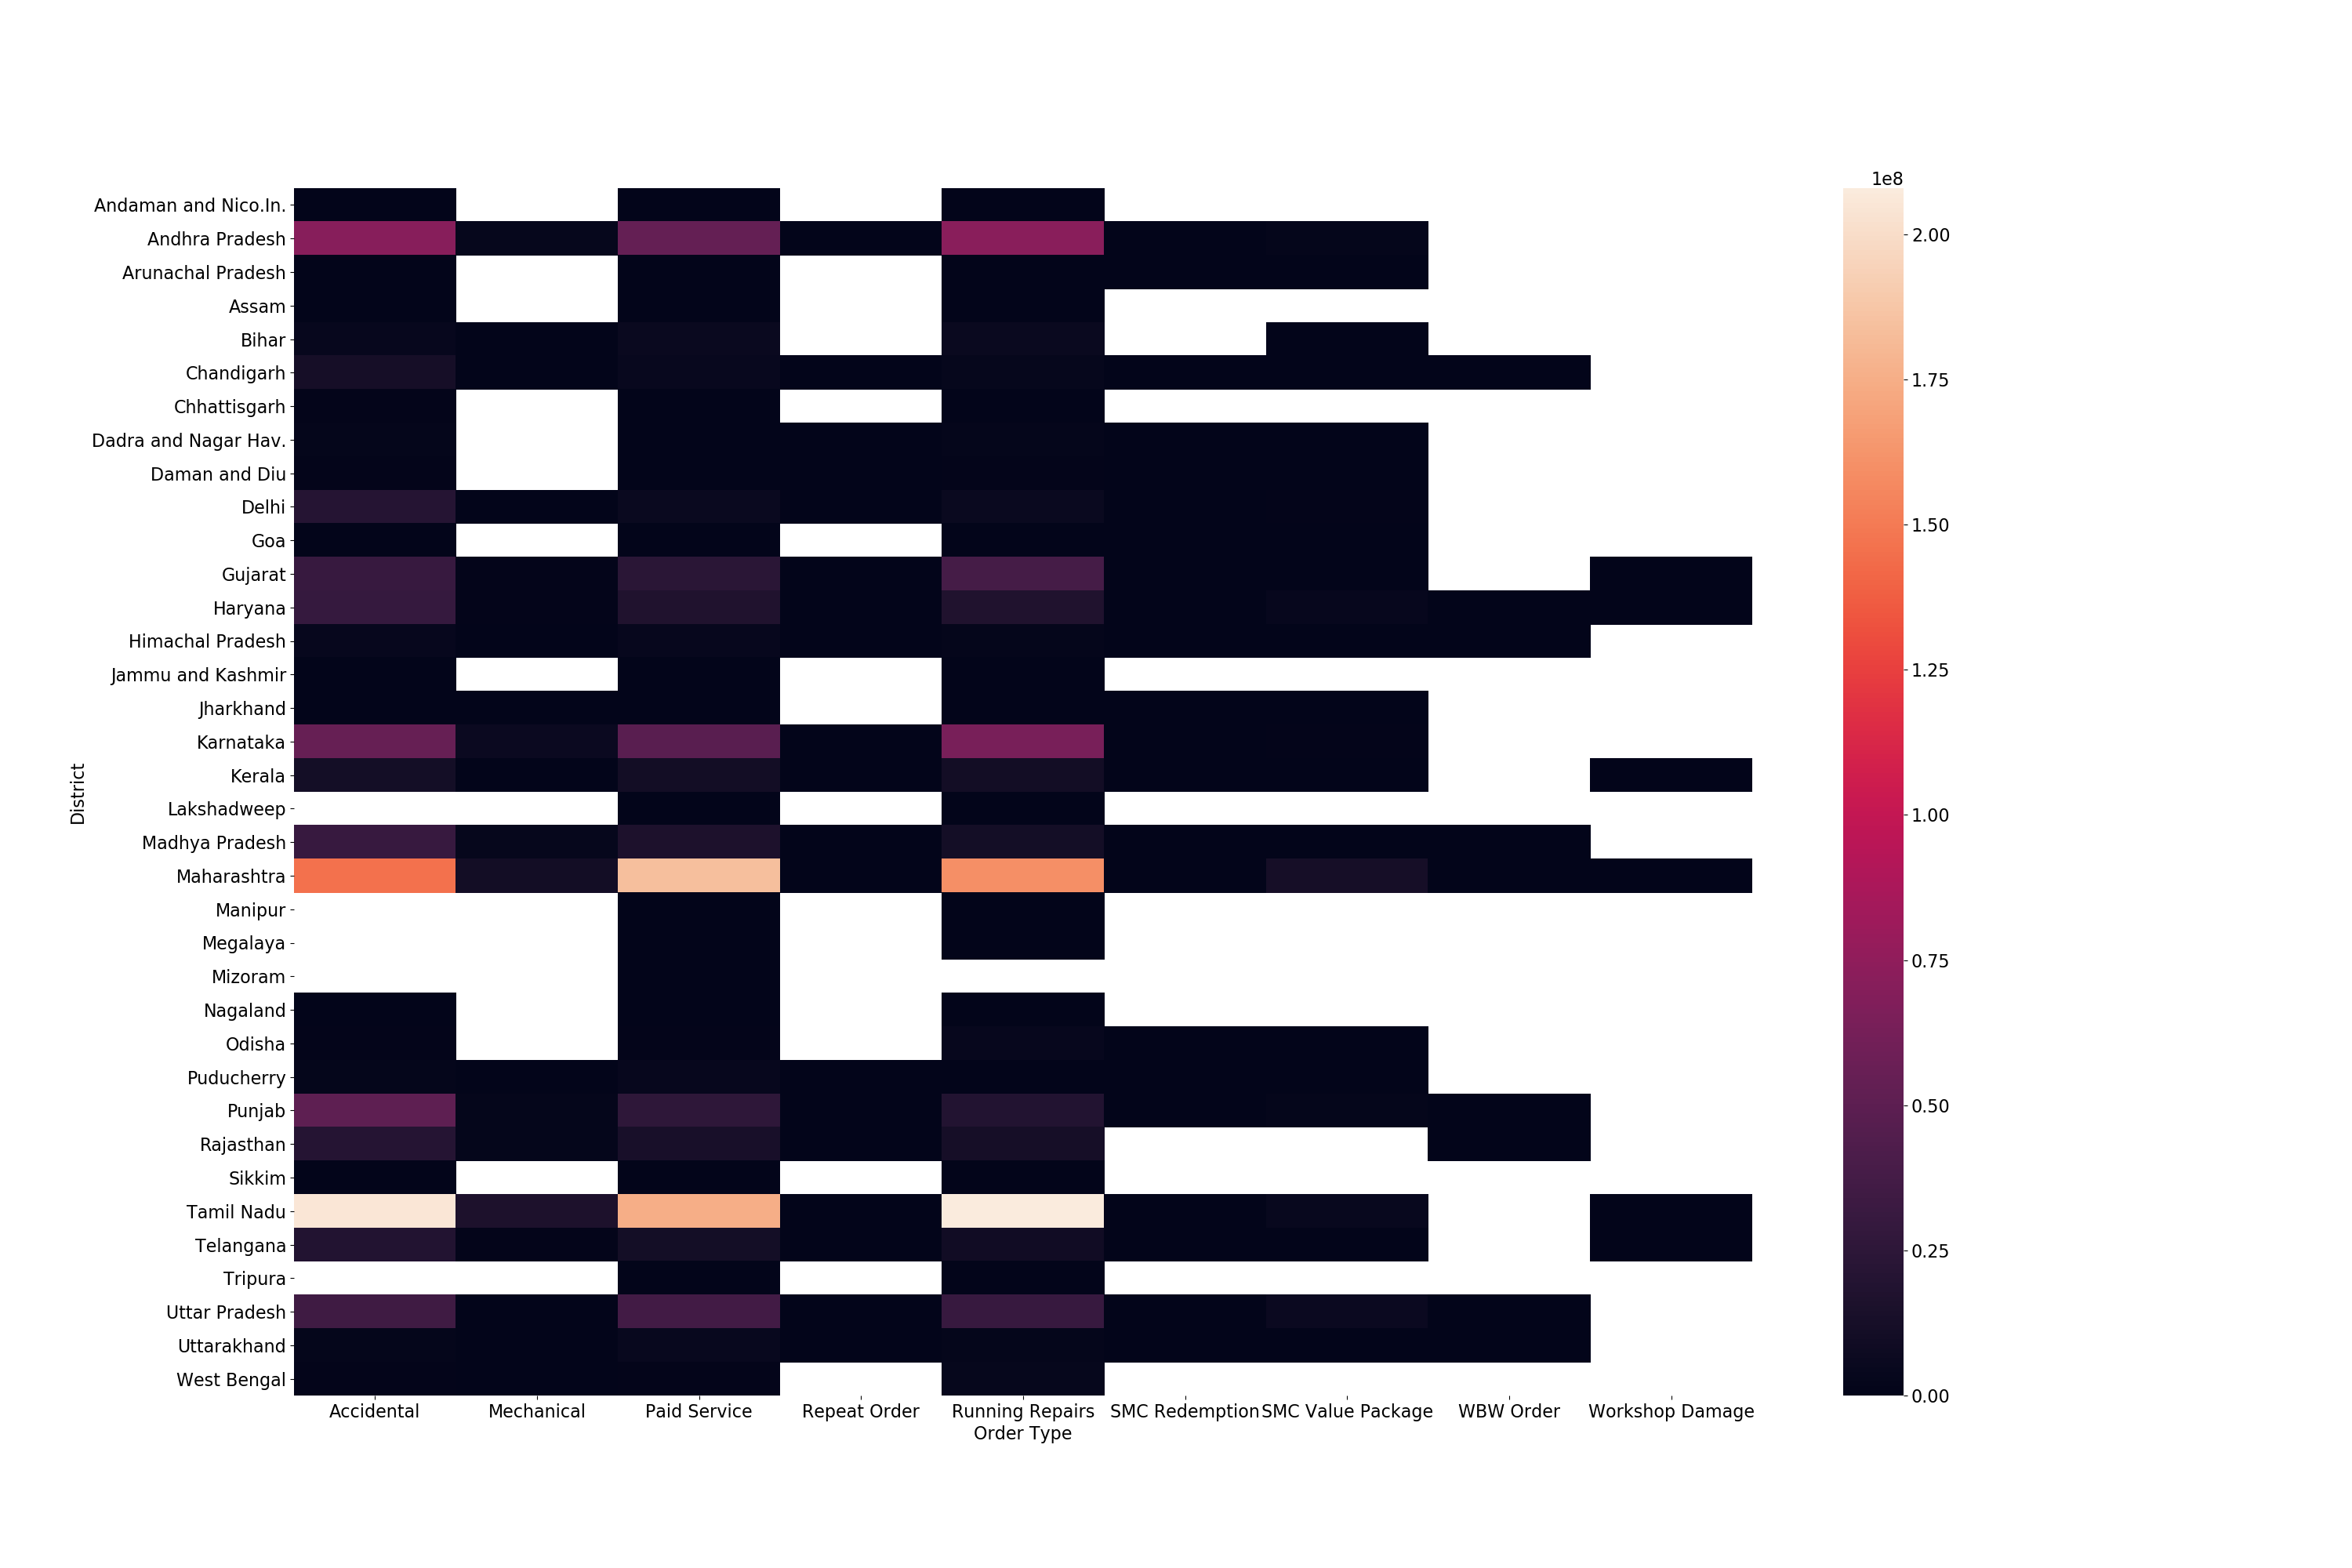 1e8
Andaman and Nico.In.
Andhra Pradesh
Arunachal Pradesh
Assam
Bihar
Chandigarh
Chhattisgarh
Dadra and Nagar Hav.
Daman and Diu
Delhi
Goa
Gujarat
Haryana
Himachal Pradesh
Jammu and Kashmir
Jharkhand
Karnataka
Kerala
Lakshadweep
Madhya Pradesh
Maharashtra
Manipur
Megalaya
Mizoram
Nagaland
Odisha
Puducherry
Punjab
Rajasthan
Sikkim
Tamil Nadu
Telangana
Tripura
Uttar Pradesh
Uttarakhand
West Bengal
District
Accidental Mechanical Paid Service Repeat Order Running Repairs SMC Redemption SMC Value Package WBW Order Workshop Damage
Order Type
2.00
1.75
1.50
1.25
1.00
0.75
0.50
0.25
0.00